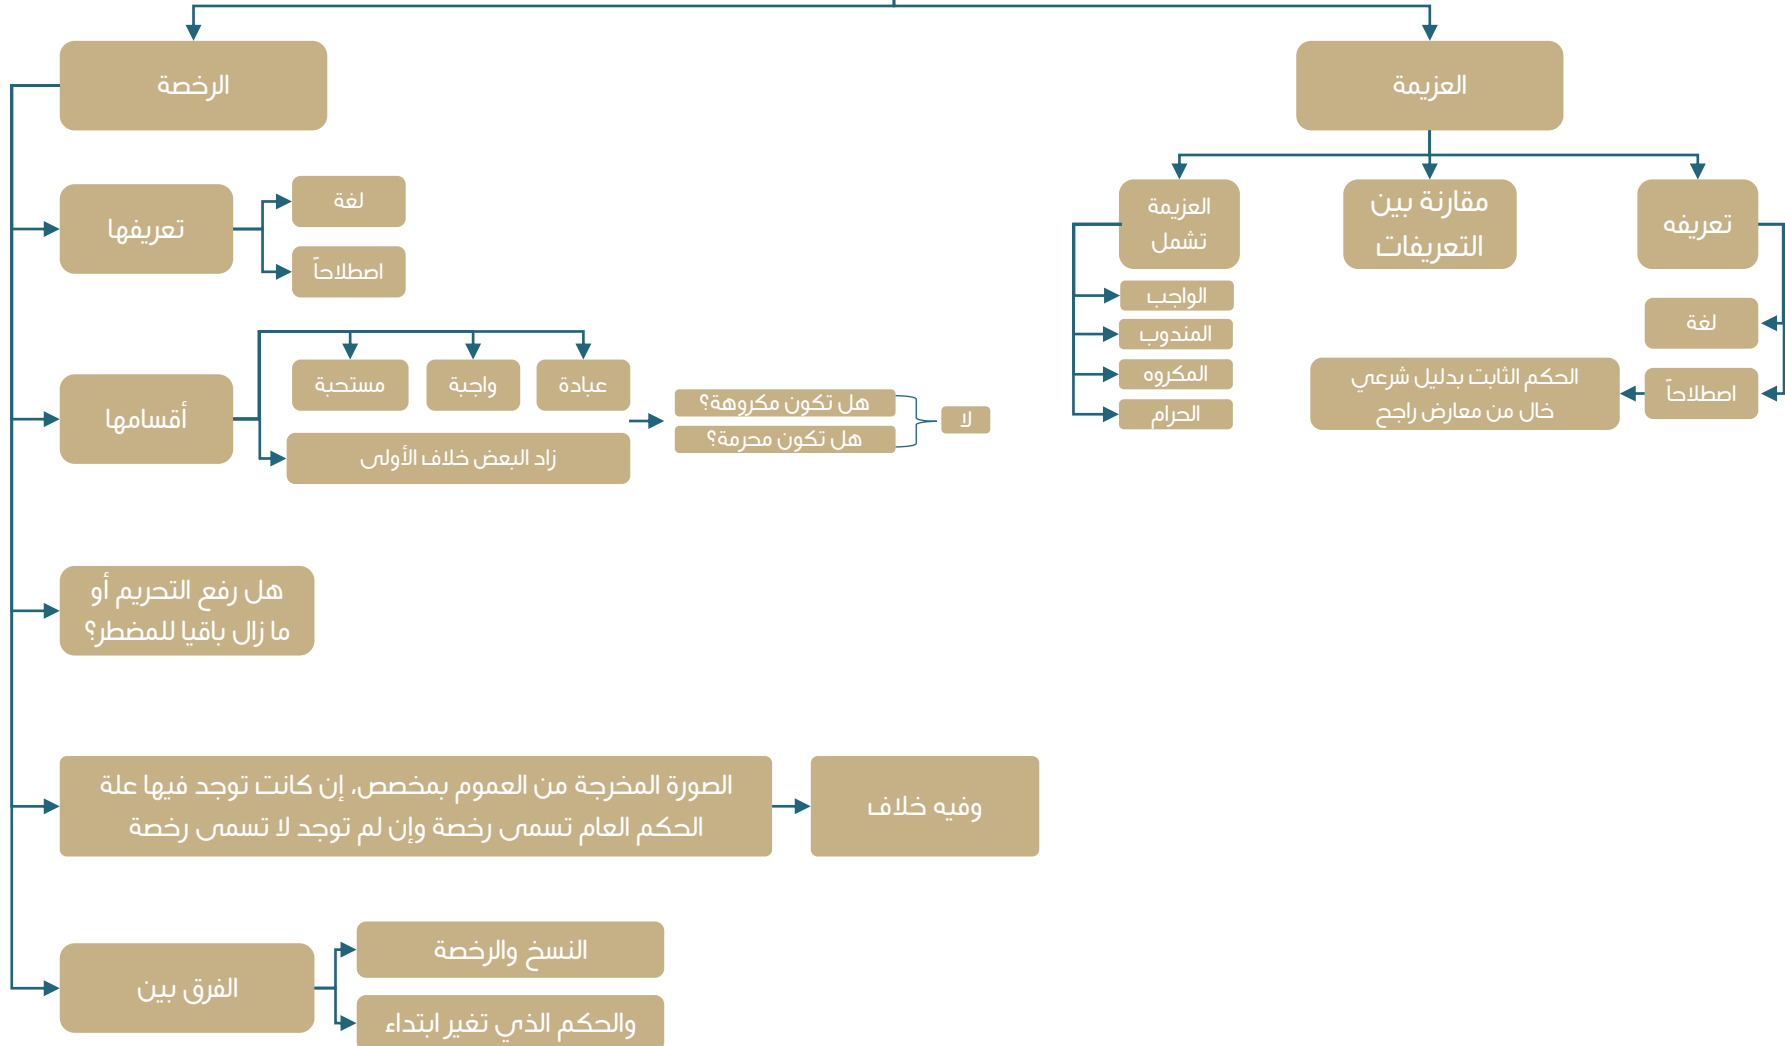 العزيمة
تعريفه
لغة
اصطلاحاً
الحكم الثابت بدليل شرعي
خال من معارض راجح
مقارنة بين
التعريفات
العزيمة
تشمل
الواجب
المندوب
المكروه
الحرام
الرخصة
تعريفها
لغة
اصطلاحاً
أقسامها
عبادة
واجبة
مستحبة
زاد البعض خلاف الأولى
هل تكون مكروهة؟
هل تكون محرمة؟
لا
هل رفع التحريم أو
ما زال باقيا للمضطر؟
الصورة المخرجة من العموم بمخصص، إن كانت توجد فيها علة
الحكم العام تسمى رخصة وإن لم توجد لا تسمى رخصة
وفيه خلاف
الفرق بين
النسخ والرخصة
والحكم الذي تغير ابتداء